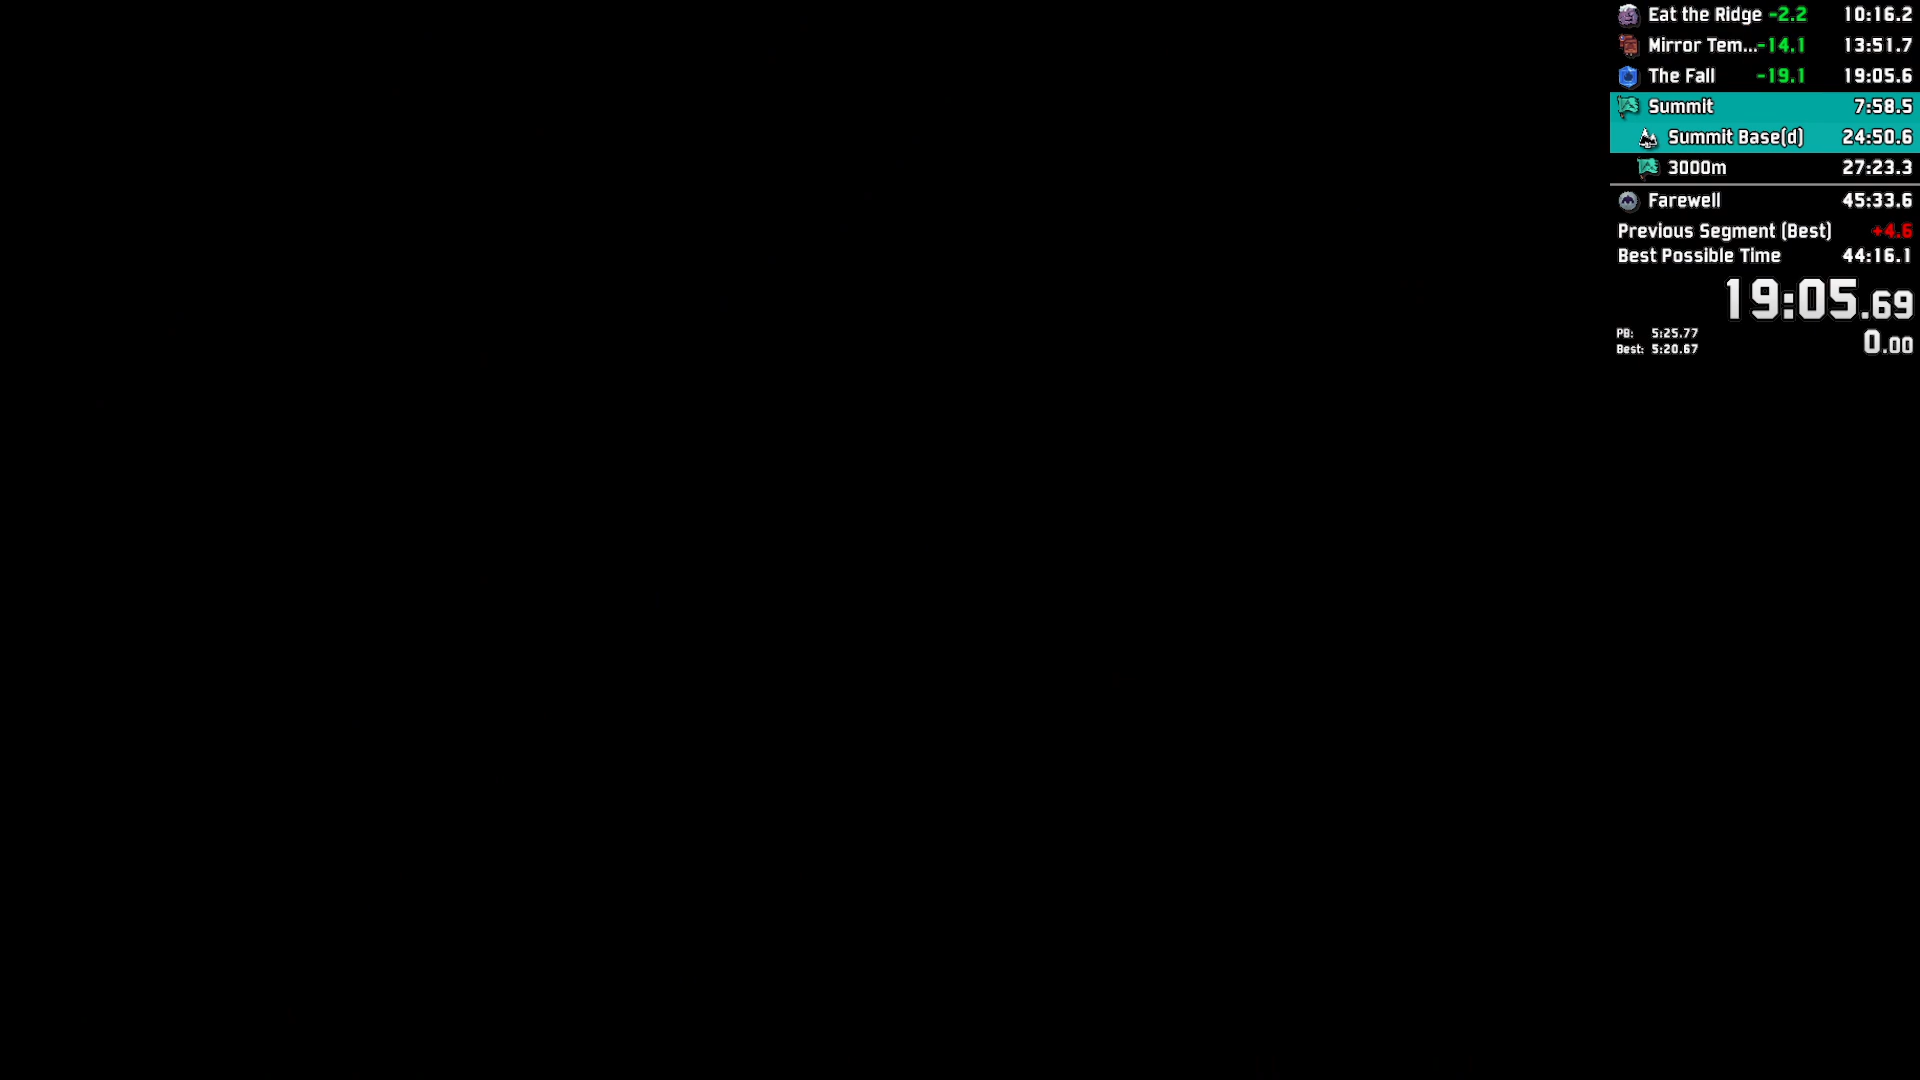 Eat the Ridge -2.2 10:16.2
Mirror Tem...-14.1 13:51.7
The Fall -19.1 19:05.6
Summit 7:58.5
Summit Base(d) 24:50.6
3000m 27:23.3
Farewell 45:33.6
Previous Segment (Best) +4.6
Best Possible Time 44:16.1
19:05.69
PB: 5:25.77
Best: 5:20.67
0.00